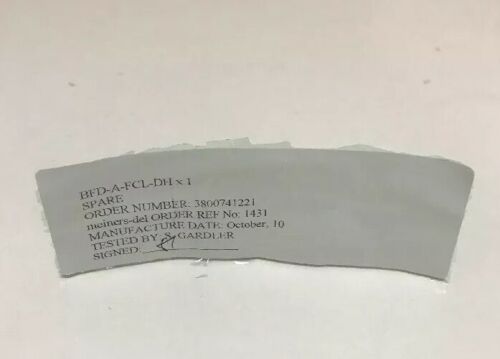 BFD-A-FCL-DH x 1
SPARE
ORDER NUMBER: 3800741221
meiners-del ORDER REF No: 1431
MANUFACTURE DATE: October, 10
TESTED BY: S. GARDLER
SIGNED: